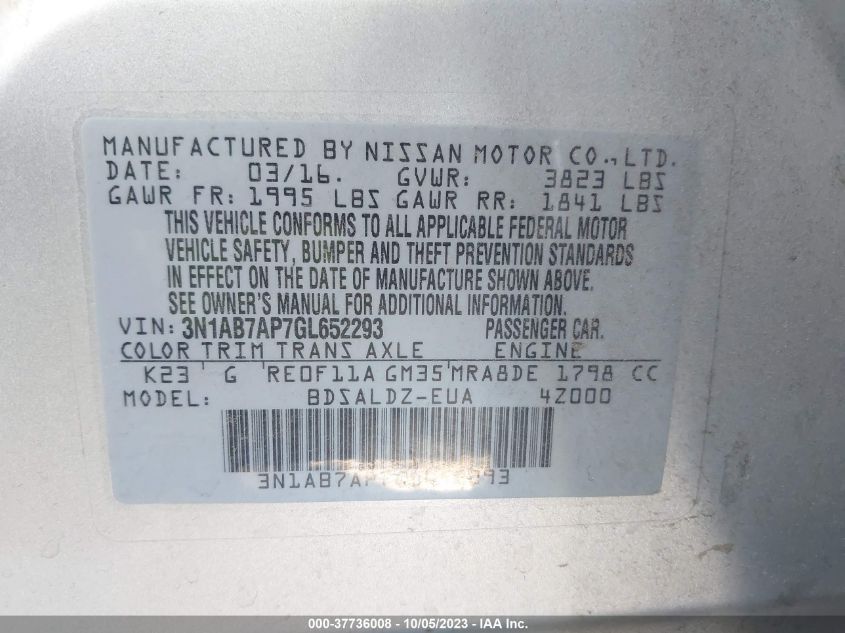 MANUFACTURED BY NISSAN MOTOR CO., LTD.
DATE: 03/16. GVWR: 3823 LBS
GAWR FR: 1995 LBS GAWR RR: 1841 LBS
THIS VEHICLE CONFORMS TO ALL APPLICABLE FEDERAL MOTOR
VEHICLE SAFETY, BUMPER AND THEFT PREVENTION STANDARDS
IN EFFECT ON THE DATE OF MANUFACTURE SHOWN ABOVE.
SEE OWNER'S MANUAL FOR ADDITIONAL INFORMATION.
VIN: 3N1AB7AP7GL652293 PASSENGER CAR.
COLOR TRIM TRANS AXLE ENGINE
K23 G RE0F11A GM35 MRA8DE 1798 CC
MODEL: BDSALDZ-EUA 4Z000
000-37736008 - 10/05/2023 - IAA Inc.